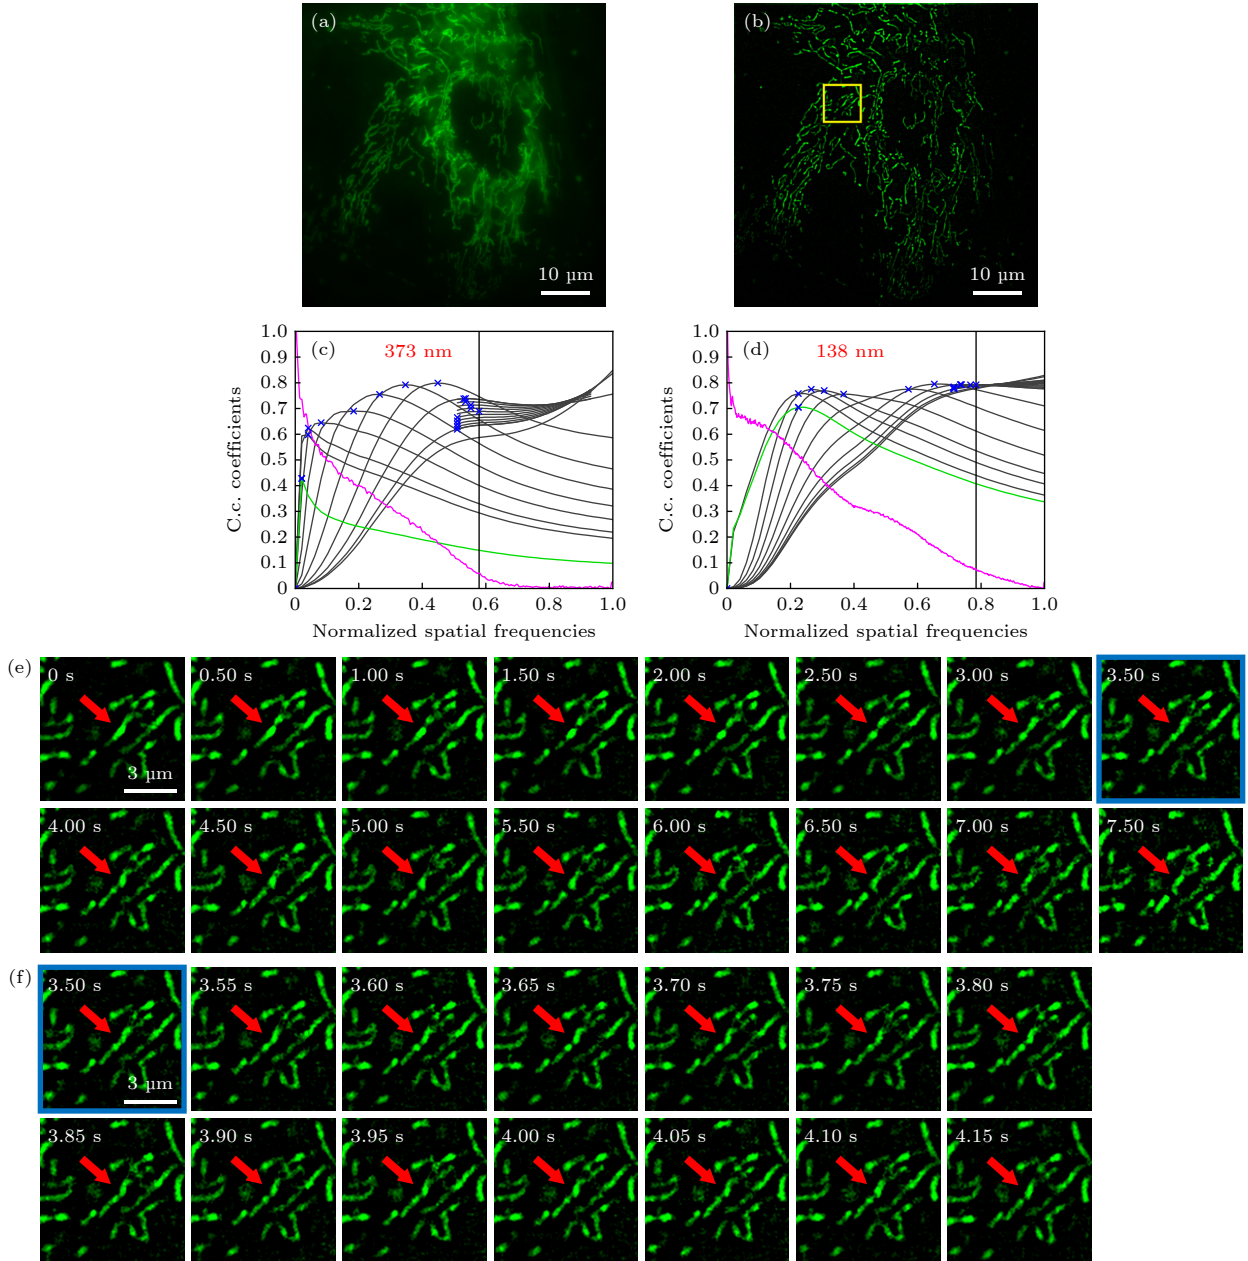 (a)
10 µm
(b)
10 µm
1.0
0.9
0.8
0.7
0.6
0.5
0.4
0.3
0.2
0.1
0
C.c. coefficients
(c)
373 nm
0 0.2 0.4 0.6 0.8 1.0
Normalized spatial frequencies
1.0
0.9
0.8
0.7
0.6
0.5
0.4
0.3
0.2
0.1
0
C.c. coefficients
(d)
138 nm
0 0.2 0.4 0.6 0.8 1.0
Normalized spatial frequencies
(e)
0 s 0.50 s 1.00 s 1.50 s 2.00 s 2.50 s 3.00 s 3.50 s
3 µm
4.00 s 4.50 s 5.00 s 5.50 s 6.00 s 6.50 s 7.00 s 7.50 s
(f)
3.50 s 3.55 s 3.60 s 3.65 s 3.70 s 3.75 s 3.80 s
3 µm
3.85 s 3.90 s 3.95 s 4.00 s 4.05 s 4.10 s 4.15 s